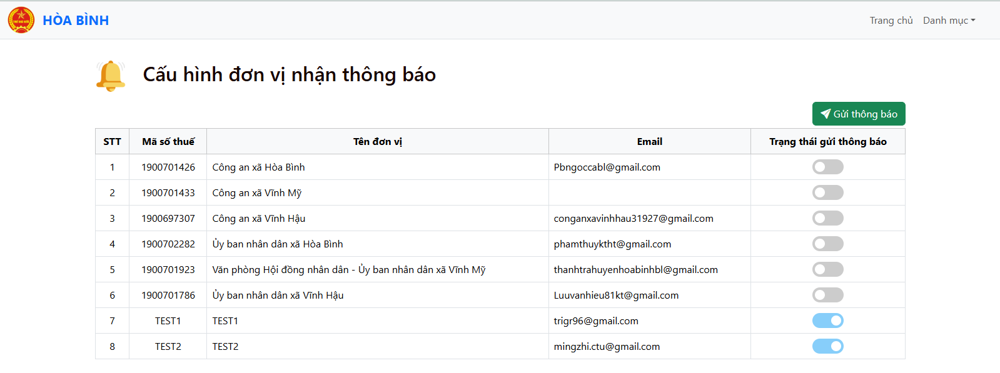 HÒA BÌNH
Trang chủ Danh mục
Cấu hình đơn vị nhận thông báo
Gửi thông báo
STT Mã số thuế Tên đơn vị Email Trạng thái gửi thông báo
1 1900701426 Công an xã Hòa Bình Pbngoccabl@gmail.com
2 1900701433 Công an xã Vĩnh Mỹ
3 1900697307 Công an xã Vĩnh Hậu conganxavinhhau31927@gmail.com
4 1900702282 Ủy ban nhân dân xã Hòa Bình phamthuyktht@gmail.com
5 1900701923 Văn phòng Hội đồng nhân dân - Ủy ban nhân dân xã Vĩnh Mỹ thanhtrahuyenhoabinhbl@gmail.com
6 1900701786 Ủy ban nhân dân xã Vĩnh Hậu Luuvanhieu81kt@gmail.com
7 TEST1 TEST1 trigr96@gmail.com
8 TEST2 TEST2 mingzhi.ctu@gmail.com